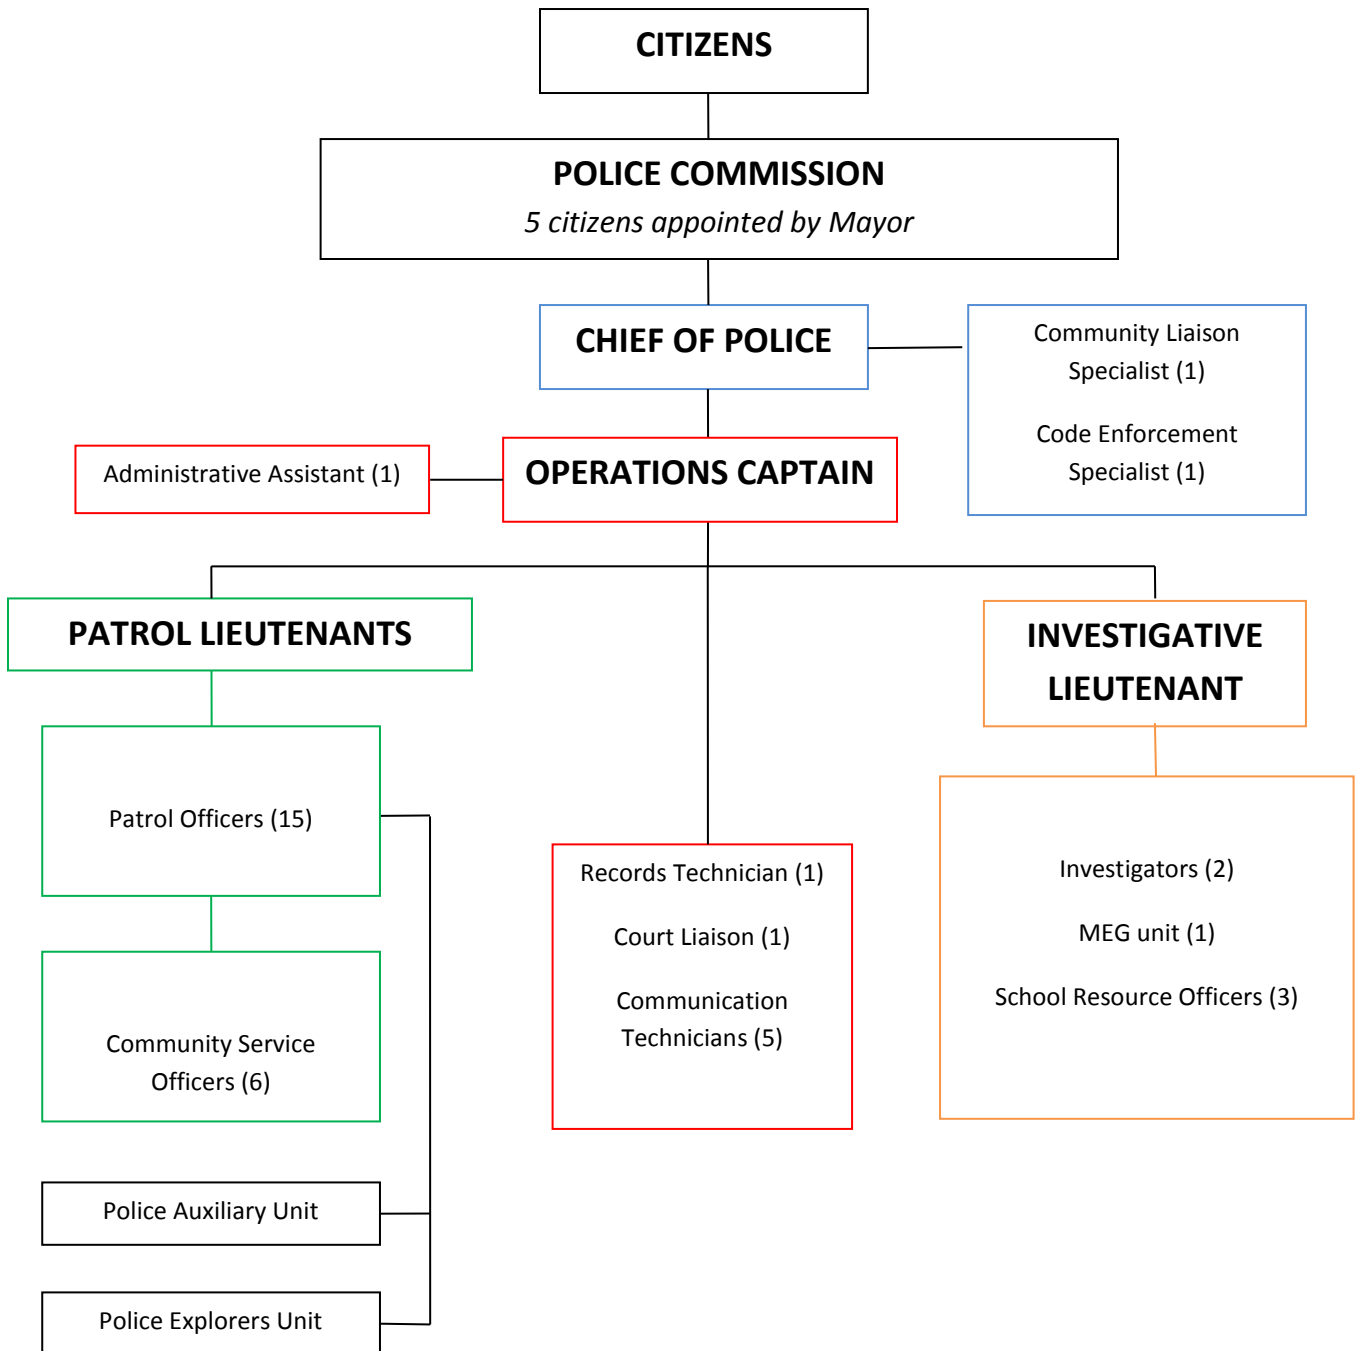 CITIZENS
POLICE COMMISSION
5 citizens appointed by Mayor
CHIEF OF POLICE
Community Liaison
Specialist (1)
Code Enforcement
Specialist (1)
Administrative Assistant (1)
OPERATIONS CAPTAIN
PATROL LIEUTENANTS
INVESTIGATIVE
LIEUTENANT
Patrol Officers (15)
Community Service
Officers (6)
Police Auxiliary Unit
Police Explorers Unit
Records Technician (1)
Court Liaison (1)
Communication
Technicians (5)
Investigators (2)
MEG unit (1)
School Resource Officers (3)